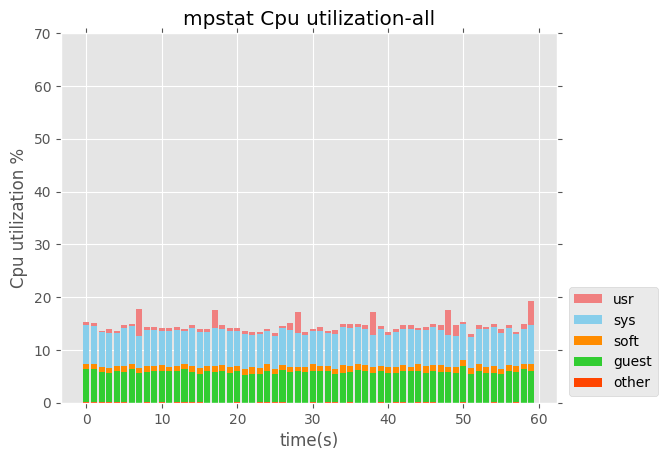 mpstat Cpu utilization-all
70
60
50
40
30
20
10
0
Cpu utilization %
0 10 20 30 40 50 60
time(s)
usr
sys
soft
guest
other